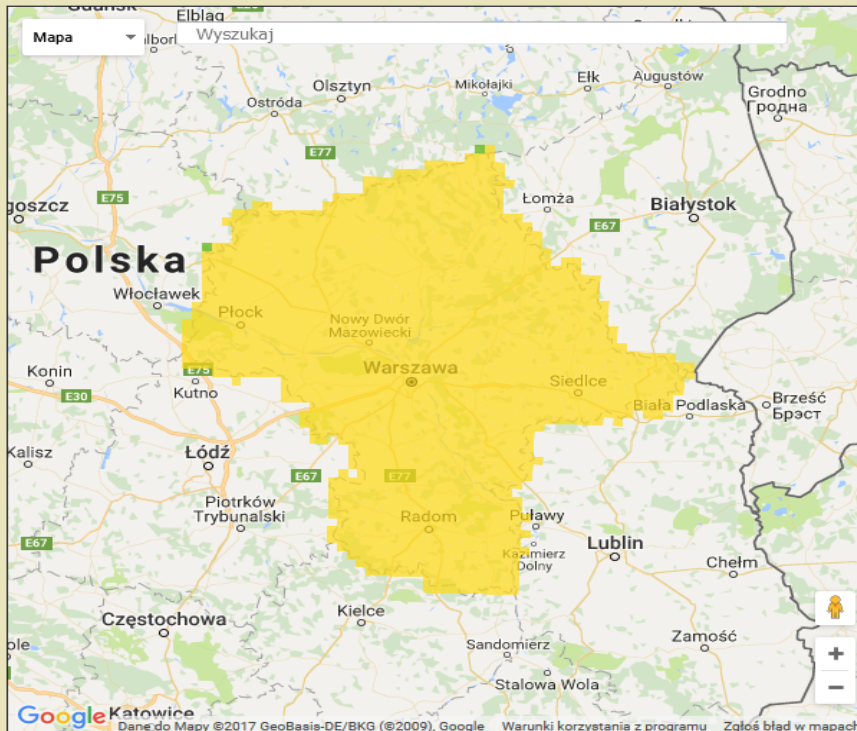 Gdańsk
Elbląg
Mapa
Wyszukaj
Olsztyn
Ostróda
Mikołajki
Ełk
Augustów
Grodno
Гродна
E77
E75
goszcz
Łomża
Białystok
E67
Polska
Włocławek
Płock
Nowy Dwór
Mazowiecki
Konin
E30
E75
Kutno
Warszawa
Siedlce
Biała Podlaska
Brześć
Брэст
Kalisz
Łódź
E67
E77
Piotrków
Trybunalski
Radom
Puławy
E67
Kazimierz
Dolny
Lublin
Chełm
Częstochowa
Kielce
Sandomierz
Zamość
ole
Stalowa Wola
+
−
Google
Katowice
Dane do Mapy ©2017 GeoBasis-DE/BKG (©2009), Google
Warunki korzystania z programu
Zgłoś błąd w mapach